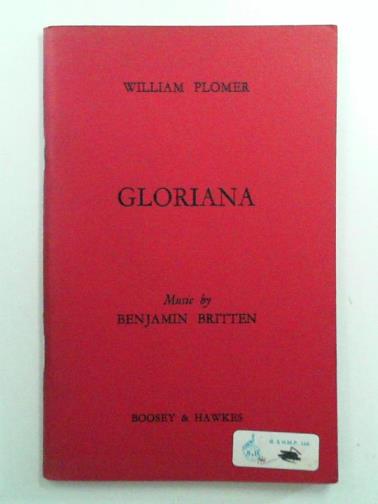 WILLIAM PLOMER
GLORIANA
Music by
BENJAMIN BRITTEN
BOOSEY & HAWKES